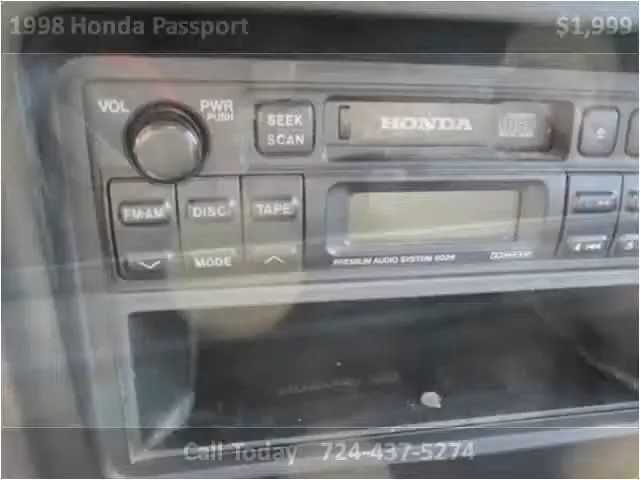 1998 Honda Passport $1,999
VOL PWR
PUSH
SEEK
SCAN
HONDA
FM/AM DISC TAPE
MODE
PREMIUM AUDIO SYSTEM
Call Today 724-437-5274